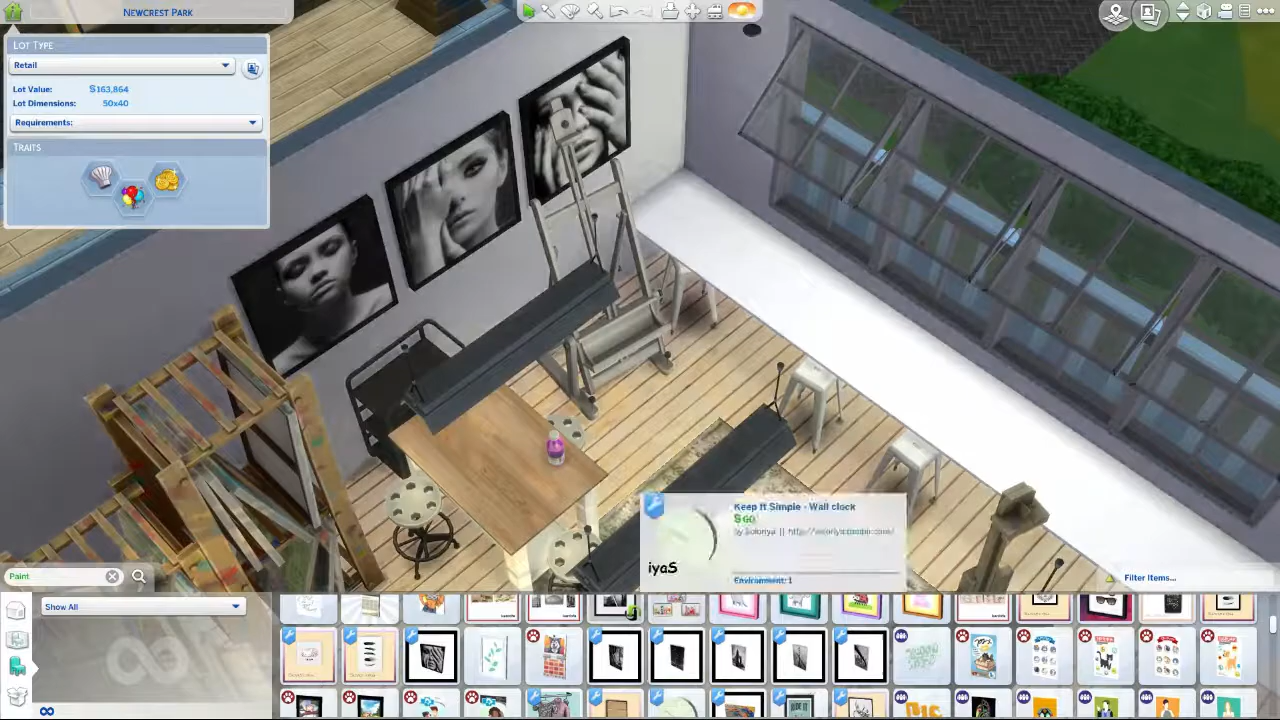 NEWCREST PARK
LOT TYPE
Retail
Lot Value: §163,864
Lot Dimensions: 50x40
Requirements:
TRAITS
Keep It Simple - Wall clock
§60
iyaS
Environment: 1
Paint
Filter Items...
Show All